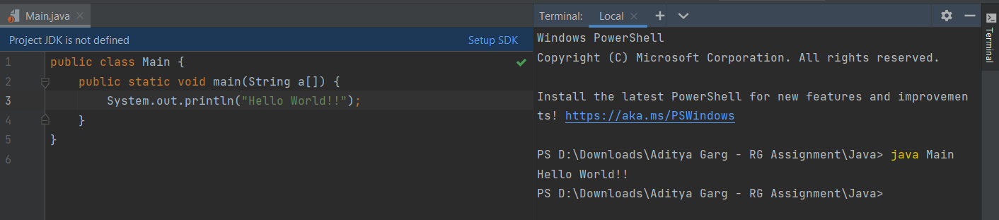 Main.java
Project JDK is not defined
Setup SDK
1 public class Main {
2 public static void main(String a[]) {
3 System.out.println("Hello World!!");
4 }
5 }
6
Terminal: Local
Windows PowerShell
Copyright (C) Microsoft Corporation. All rights reserved.
Install the latest PowerShell for new features and improvemen
ts! https://aka.ms/PSWindows
PS D:\Downloads\Aditya Garg - RG Assignment\Java> java Main
Hello World!!
PS D:\Downloads\Aditya Garg - RG Assignment\Java>
Terminal